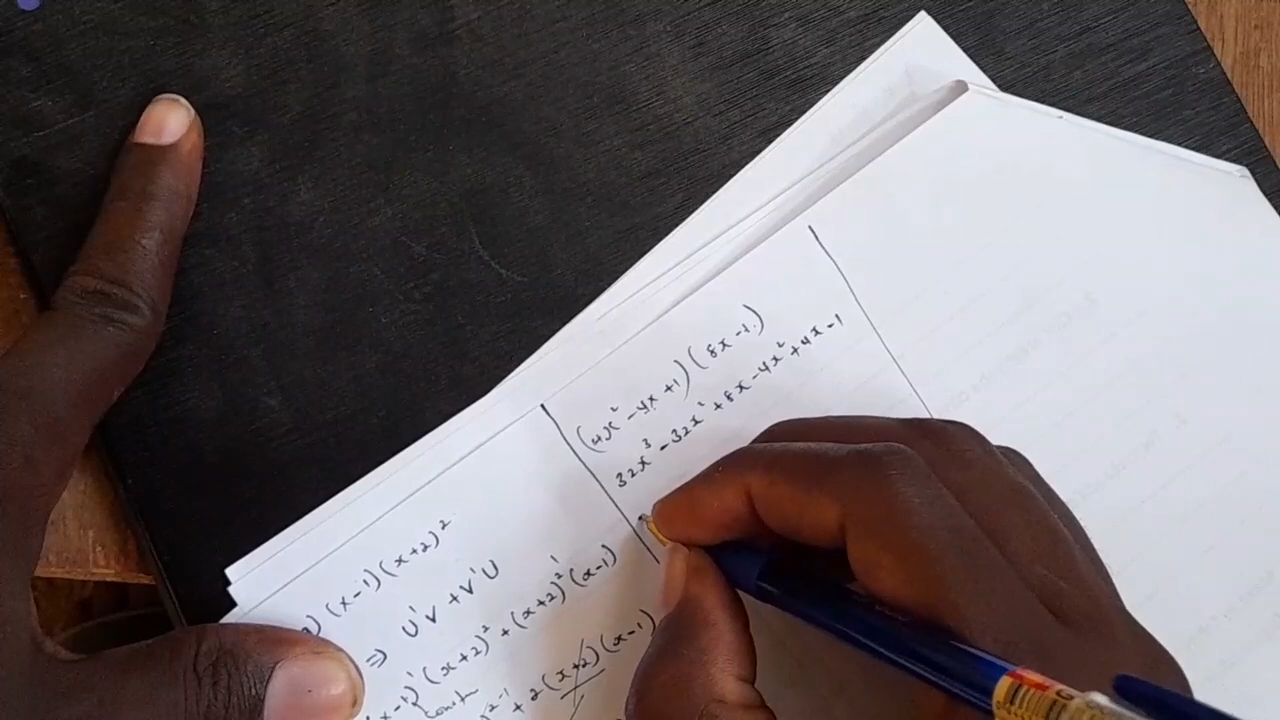 (x-1)(x+2)²
=> U'V + V'U
(x-1)'(x+2)² + (x+2)²'(x-1)
+ 2(x+2)(x-1)
(4x² - 4x + 1)(8x - 1)
32x³ - 32x² + 8x - 4x² + 4x - 1